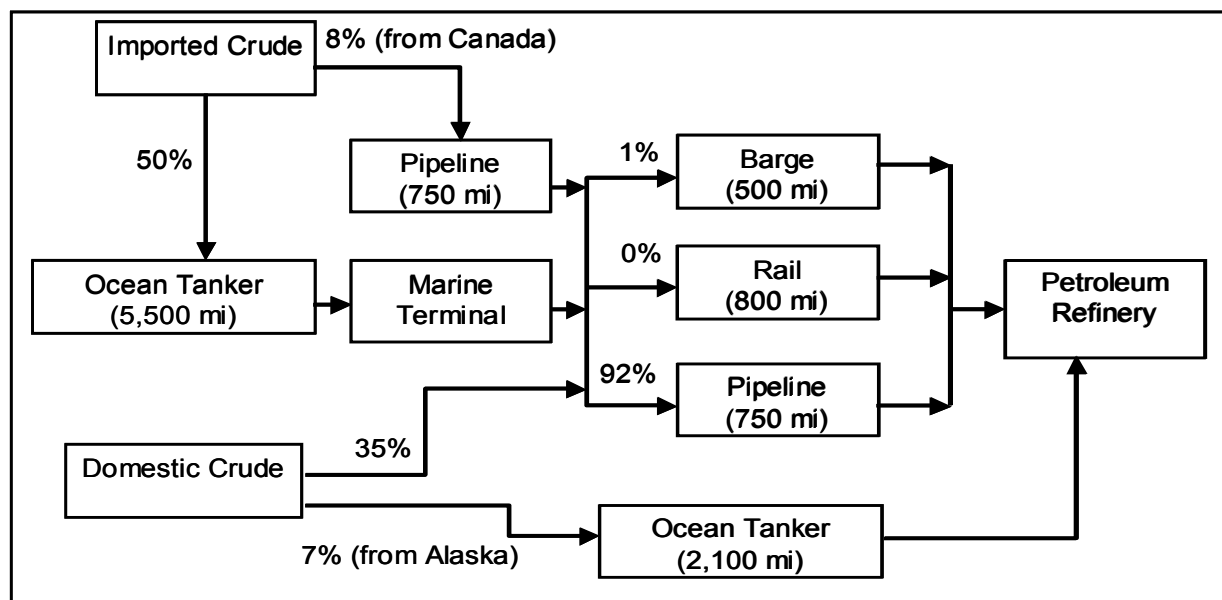 Imported Crude
8% (from Canada)
50%
Pipeline
(750 mi)
1%
Barge
(500 mi)
Ocean Tanker
(5,500 mi)
Marine
Terminal
0%
Rail
(800 mi)
Petroleum
Refinery
92%
Pipeline
(750 mi)
35%
Domestic Crude
7% (from Alaska)
Ocean Tanker
(2,100 mi)